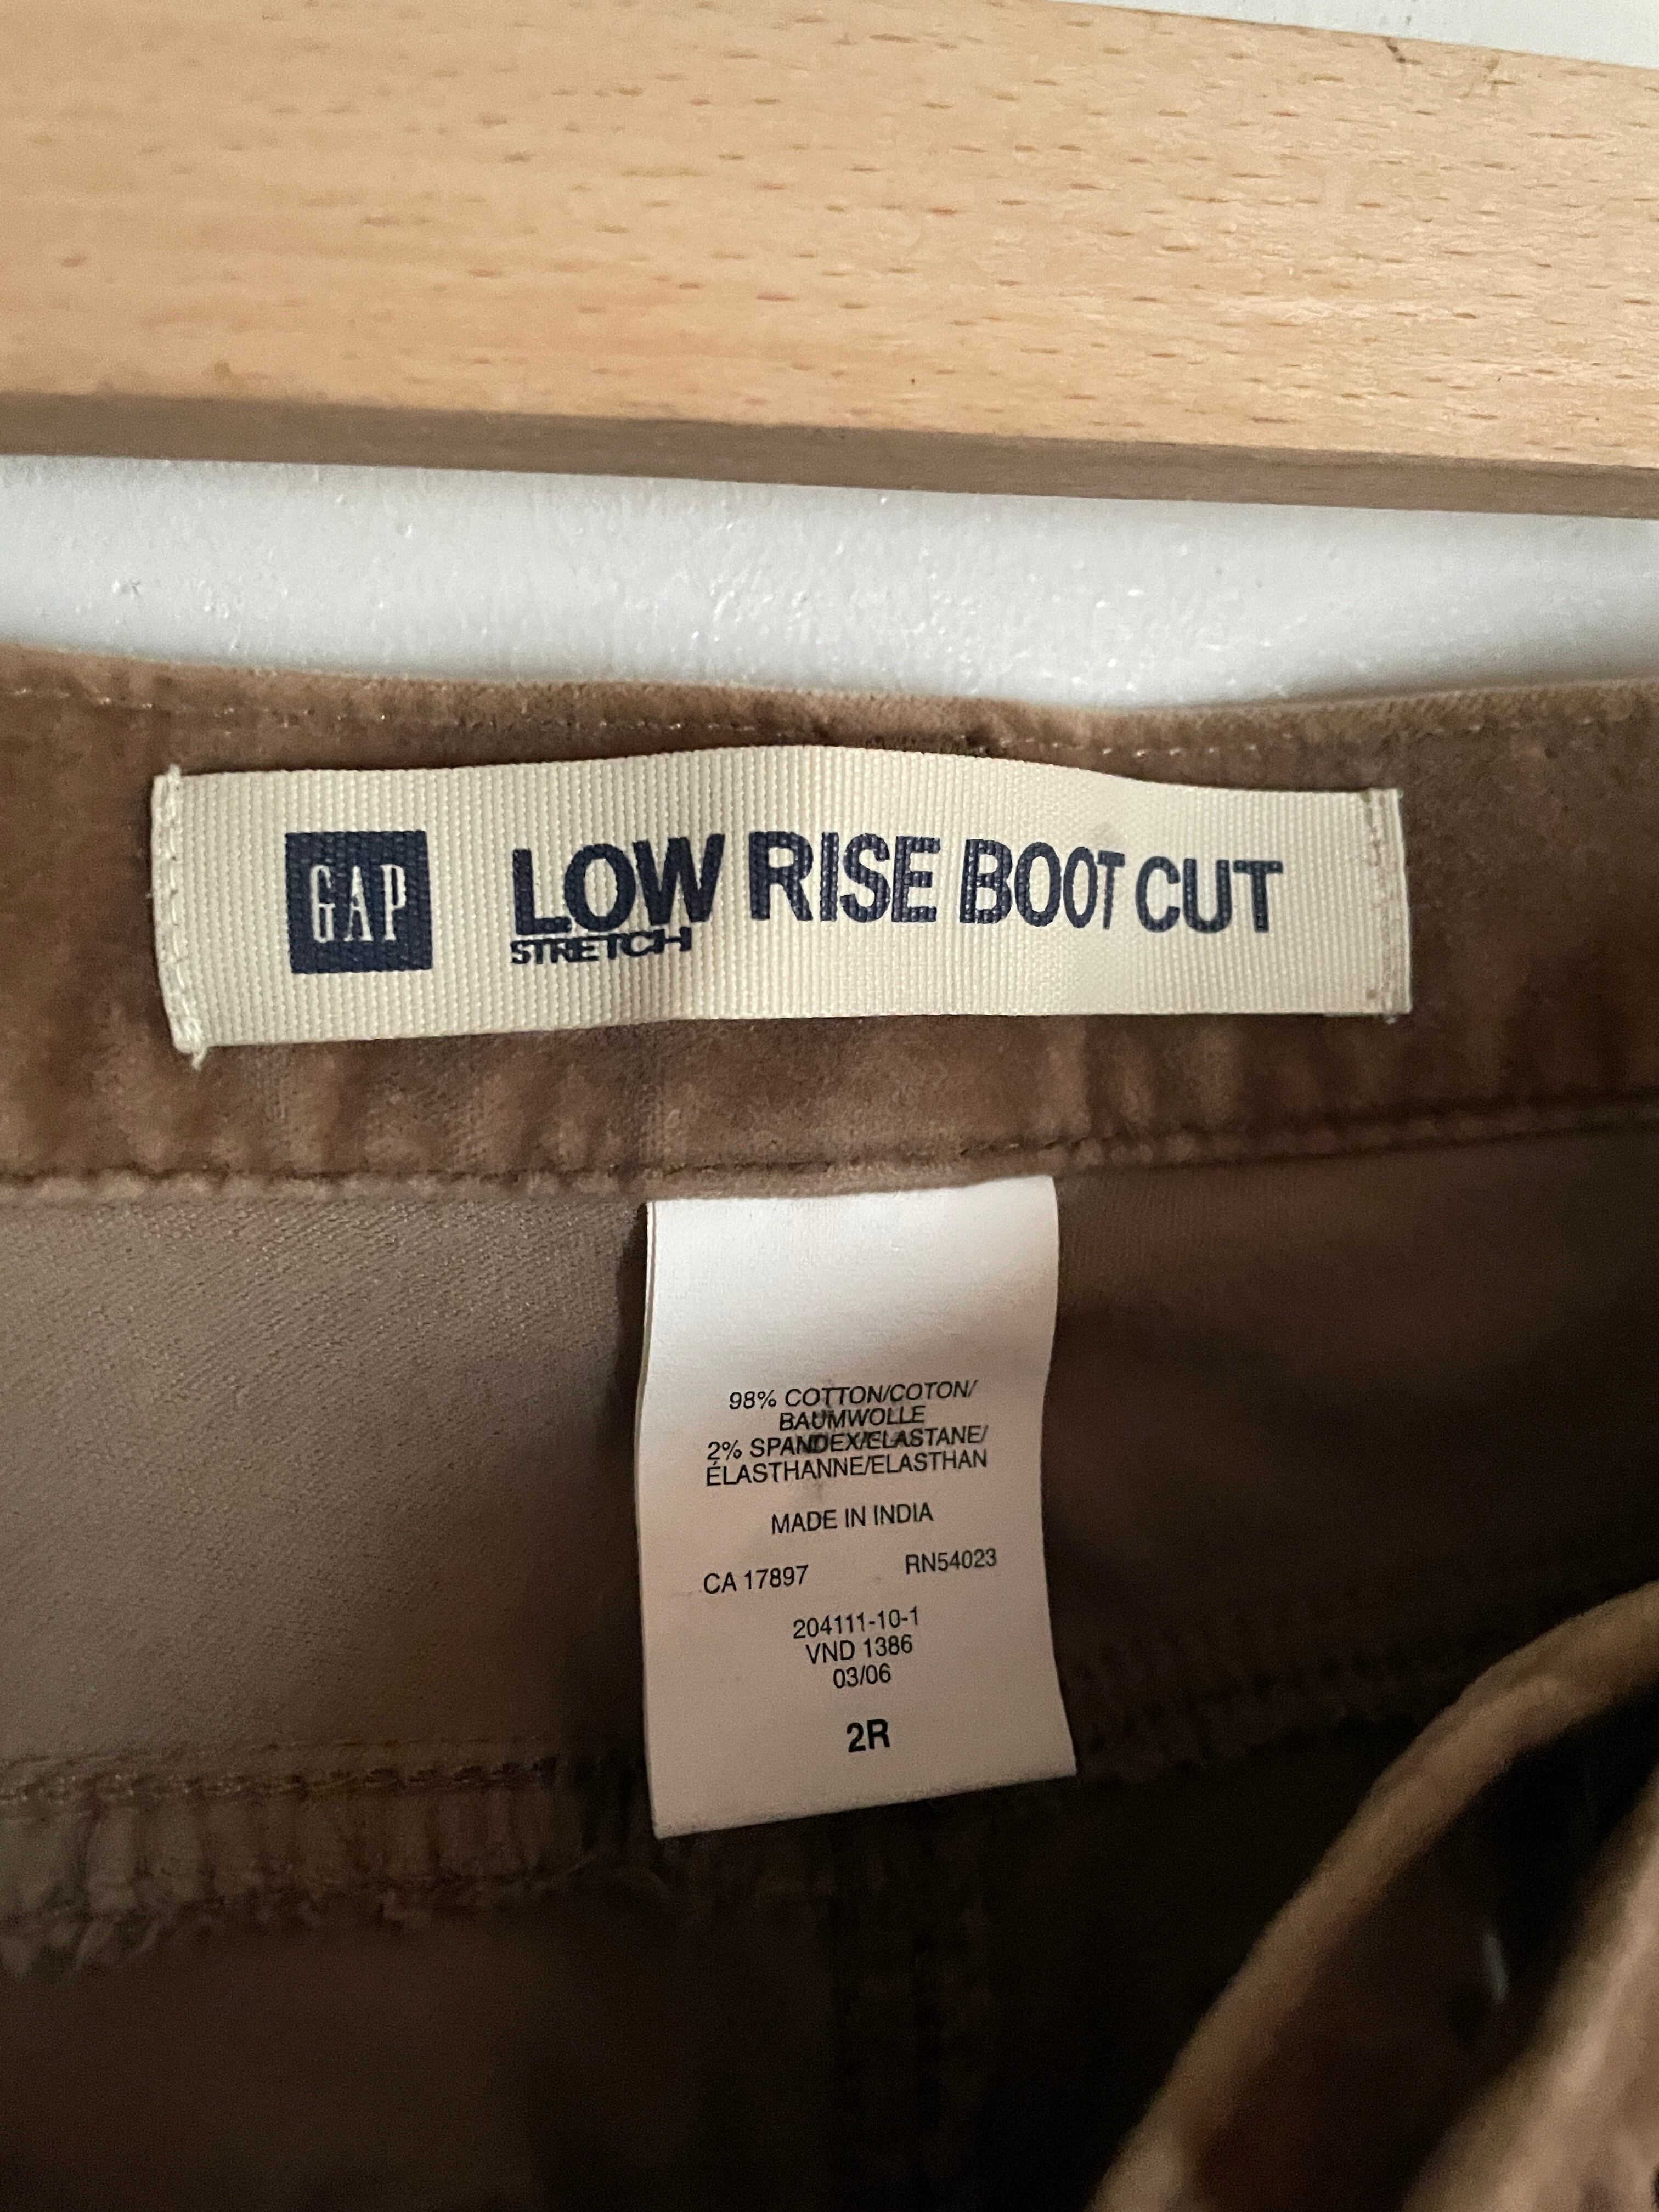 GAP
LOW RISE BOOT CUT
STRETCH
98% COTTON/COTON/
BAUMWOLLE
2% SPANDEX/ELASTANE/
ÉLASTHANNE/ELASTHAN
MADE IN INDIA
CA 17897 RN54023
204111-10-1
VND 1386
03/06
2R